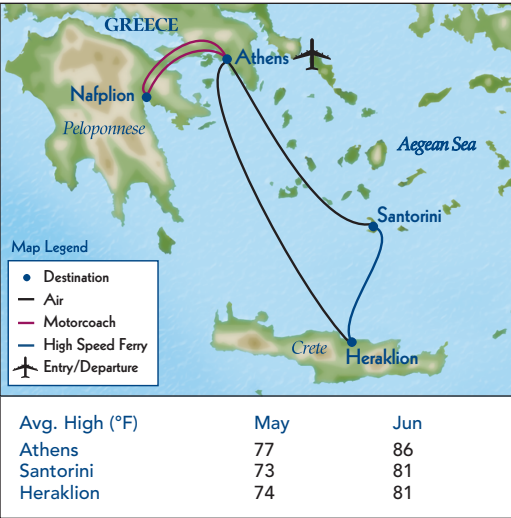 GREECE
Athens
Nafplion
Peloponnese
Aegean Sea
Santorini
Map Legend
Destination
Air
Motorcoach
High Speed Ferry
Entry/Departure
Crete
Heraklion
Avg. High (°F) May Jun
Athens 77 86
Santorini 73 81
Heraklion 74 81